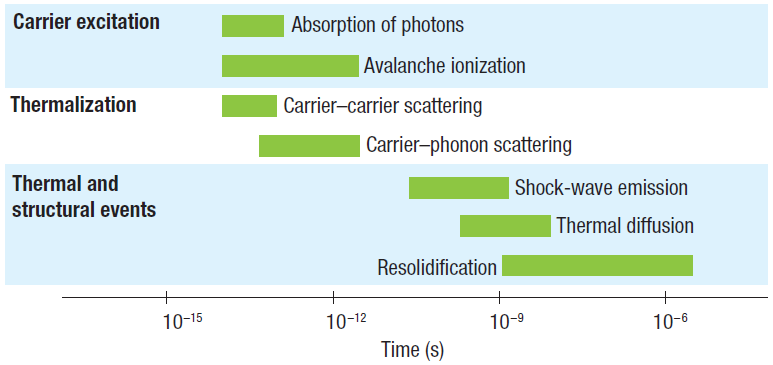 Carrier excitation
Absorption of photons
Avalanche ionization
Thermalization
Carrier–carrier scattering
Carrier–phonon scattering
Thermal and
structural events
Shock-wave emission
Thermal diffusion
Resolidification
10⁻¹⁵
10⁻¹²
10⁻⁹
10⁻⁶
Time (s)